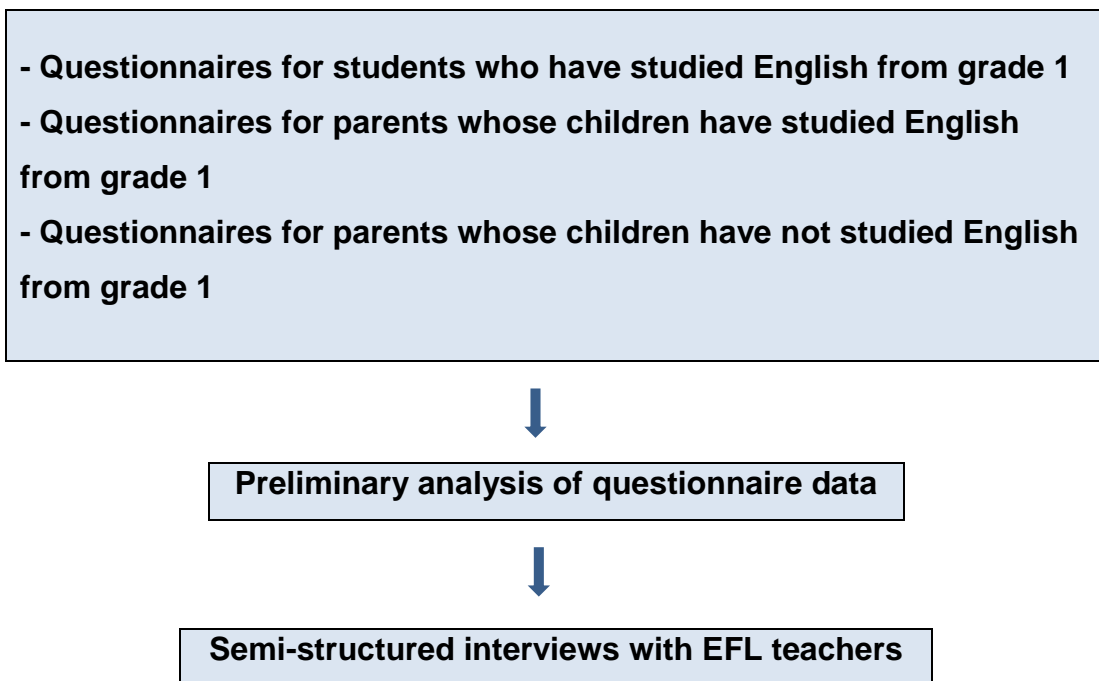 - Questionnaires for students who have studied English from grade 1
- Questionnaires for parents whose children have studied English
from grade 1
- Questionnaires for parents whose children have not studied English
from grade 1
Preliminary analysis of questionnaire data
Semi-structured interviews with EFL teachers